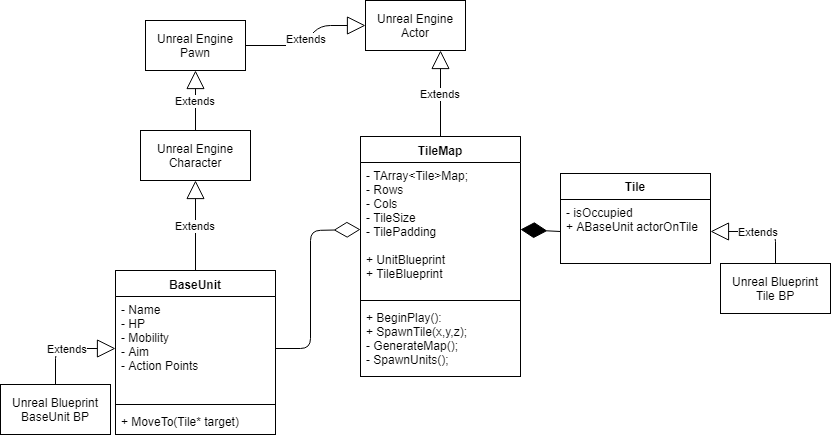 Unreal Engine
Actor
Unreal Engine
Pawn
Extends
Extends
Extends
Unreal Engine
Character
Extends
TileMap
- TArray<Tile>Map;
- Rows
- Cols
- TileSize
- TilePadding
+ UnitBlueprint
+ TileBlueprint
+ BeginPlay():
+ SpawnTile(x,y,z);
- GenerateMap();
- SpawnUnits();
Tile
- isOccupied
+ ABaseUnit actorOnTile
Extends
Unreal Blueprint
Tile BP
BaseUnit
- Name
- HP
- Mobility
- Aim
- Action Points
+ MoveTo(Tile* target)
Extends
Unreal Blueprint
BaseUnit BP